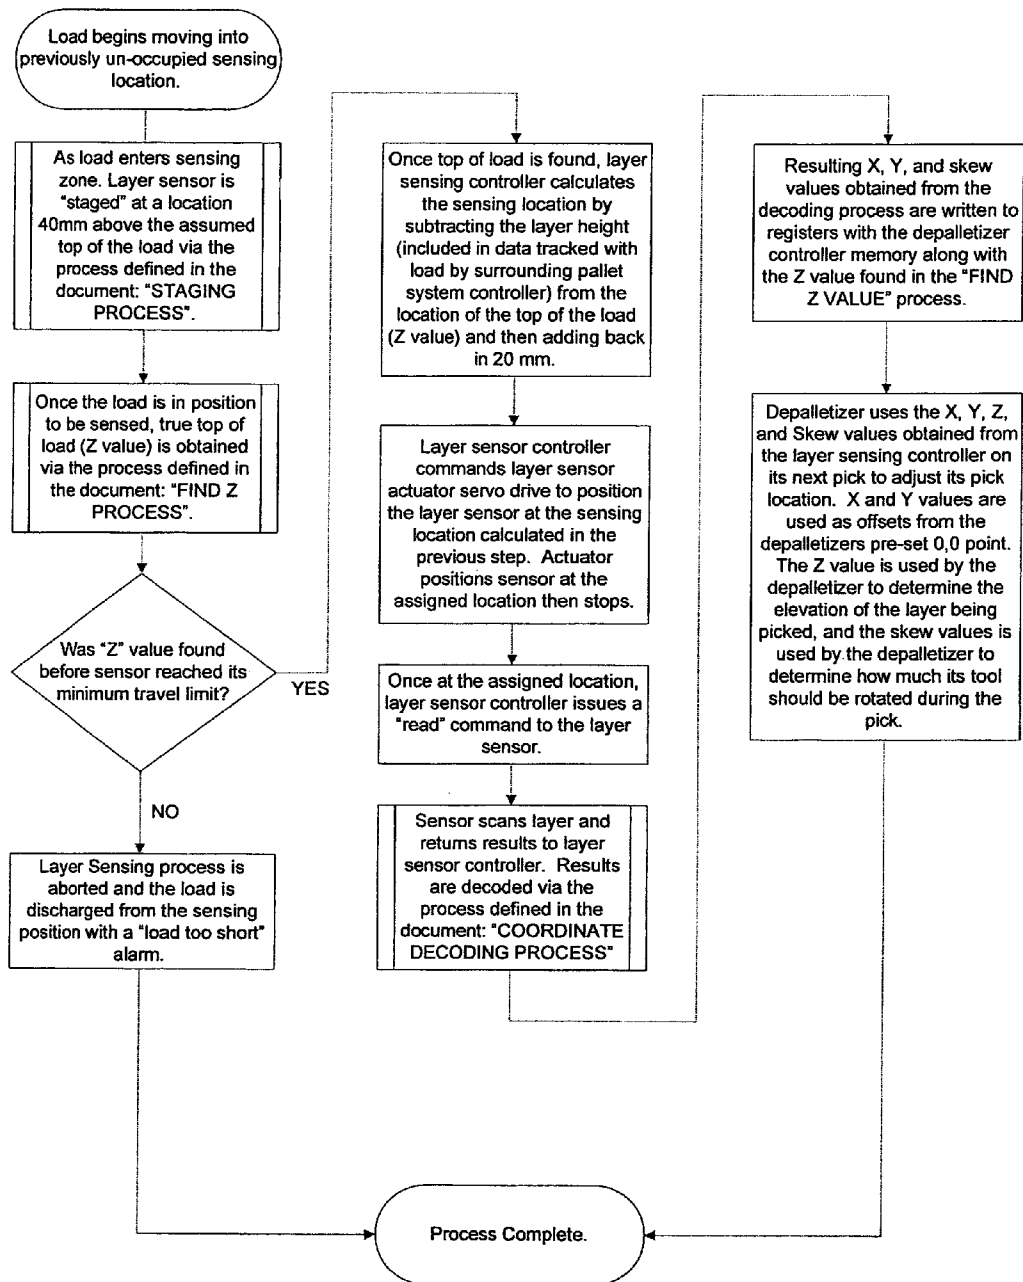 Load begins moving into
previously un-occupied sensing
location.
As load enters sensing
zone. Layer sensor is
"staged" at a location
40mm above the assumed
top of the load via the
process defined in the
document: "STAGING
PROCESS".
Once the load is in position
to be sensed, true top of
load (Z value) is obtained
via the process defined in
the document: "FIND Z
PROCESS".
Was "Z" value found
before sensor reached its
minimum travel limit?
YES
NO
Layer Sensing process is
aborted and the load is
discharged from the sensing
position with a "load too short"
alarm.
Once top of load is found, layer
sensing controller calculates
the sensing location by
subtracting the layer height
(included in data tracked with
load by surrounding pallet
system controller) from the
location of the top of the load
(Z value) and then adding back
in 20 mm.
Layer sensor controller
commands layer sensor
actuator servo drive to position
the layer sensor at the sensing
location calculated in the
previous step. Actuator
positions sensor at the
assigned location then stops.
Once at the assigned location,
layer sensor controller issues a
"read" command to the layer
sensor.
Sensor scans layer and
returns results to layer
sensor controller. Results
are decoded via the
process defined in the
document: "COORDINATE
DECODING PROCESS"
Resulting X, Y, and skew
values obtained from the
decoding process are written to
registers with the depalletizer
controller memory along with
the Z value found in the "FIND
Z VALUE" process.
Depalletizer uses the X, Y, Z,
and Skew values obtained from
the layer sensing controller on
its next pick to adjust its pick
location. X and Y values are
used as offsets from the
depalletizers pre-set 0,0 point.
The Z value is used by the
depalletizer to determine the
elevation of the layer being
picked, and the skew values is
used by the depalletizer to
determine how much its tool
should be rotated during the
pick.
Process Complete.